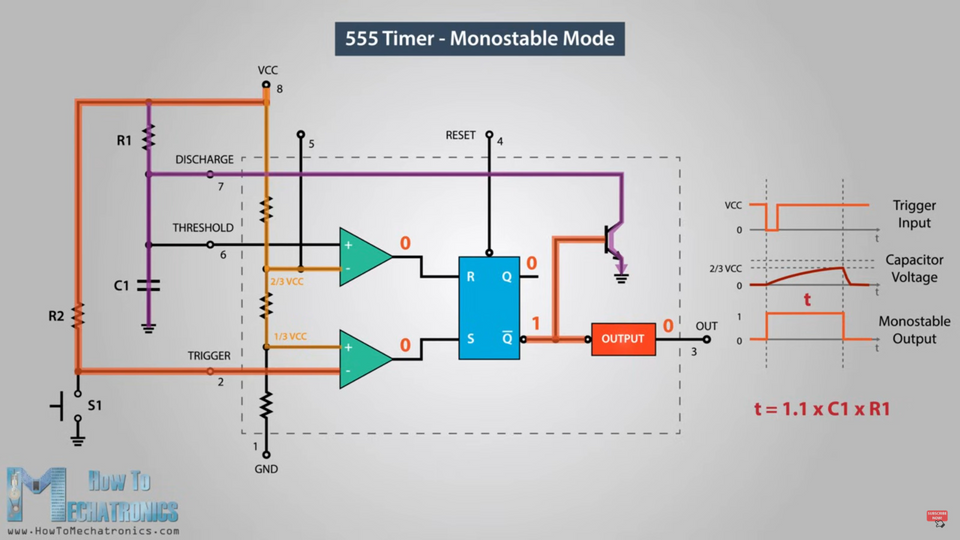 555 Timer - Monostable Mode
VCC
8
R1
DISCHARGE
7
THRESHOLD
6
C1
R2
TRIGGER
2
S1
1
GND
5
RESET
4
+
-
0
2/3 VCC
1/3 VCC
+
-
0
R
Q
0
S
Q̅
1
OUTPUT
0
OUT
3
VCC
0
t
Trigger
Input
2/3 VCC
0
t
t
Capacitor
Voltage
1
0
t
Monostable
Output
t = 1.1 x C1 x R1
How To
Mechatronics
www.HowToMechatronics.com
SUBSCRIBE
NOW!